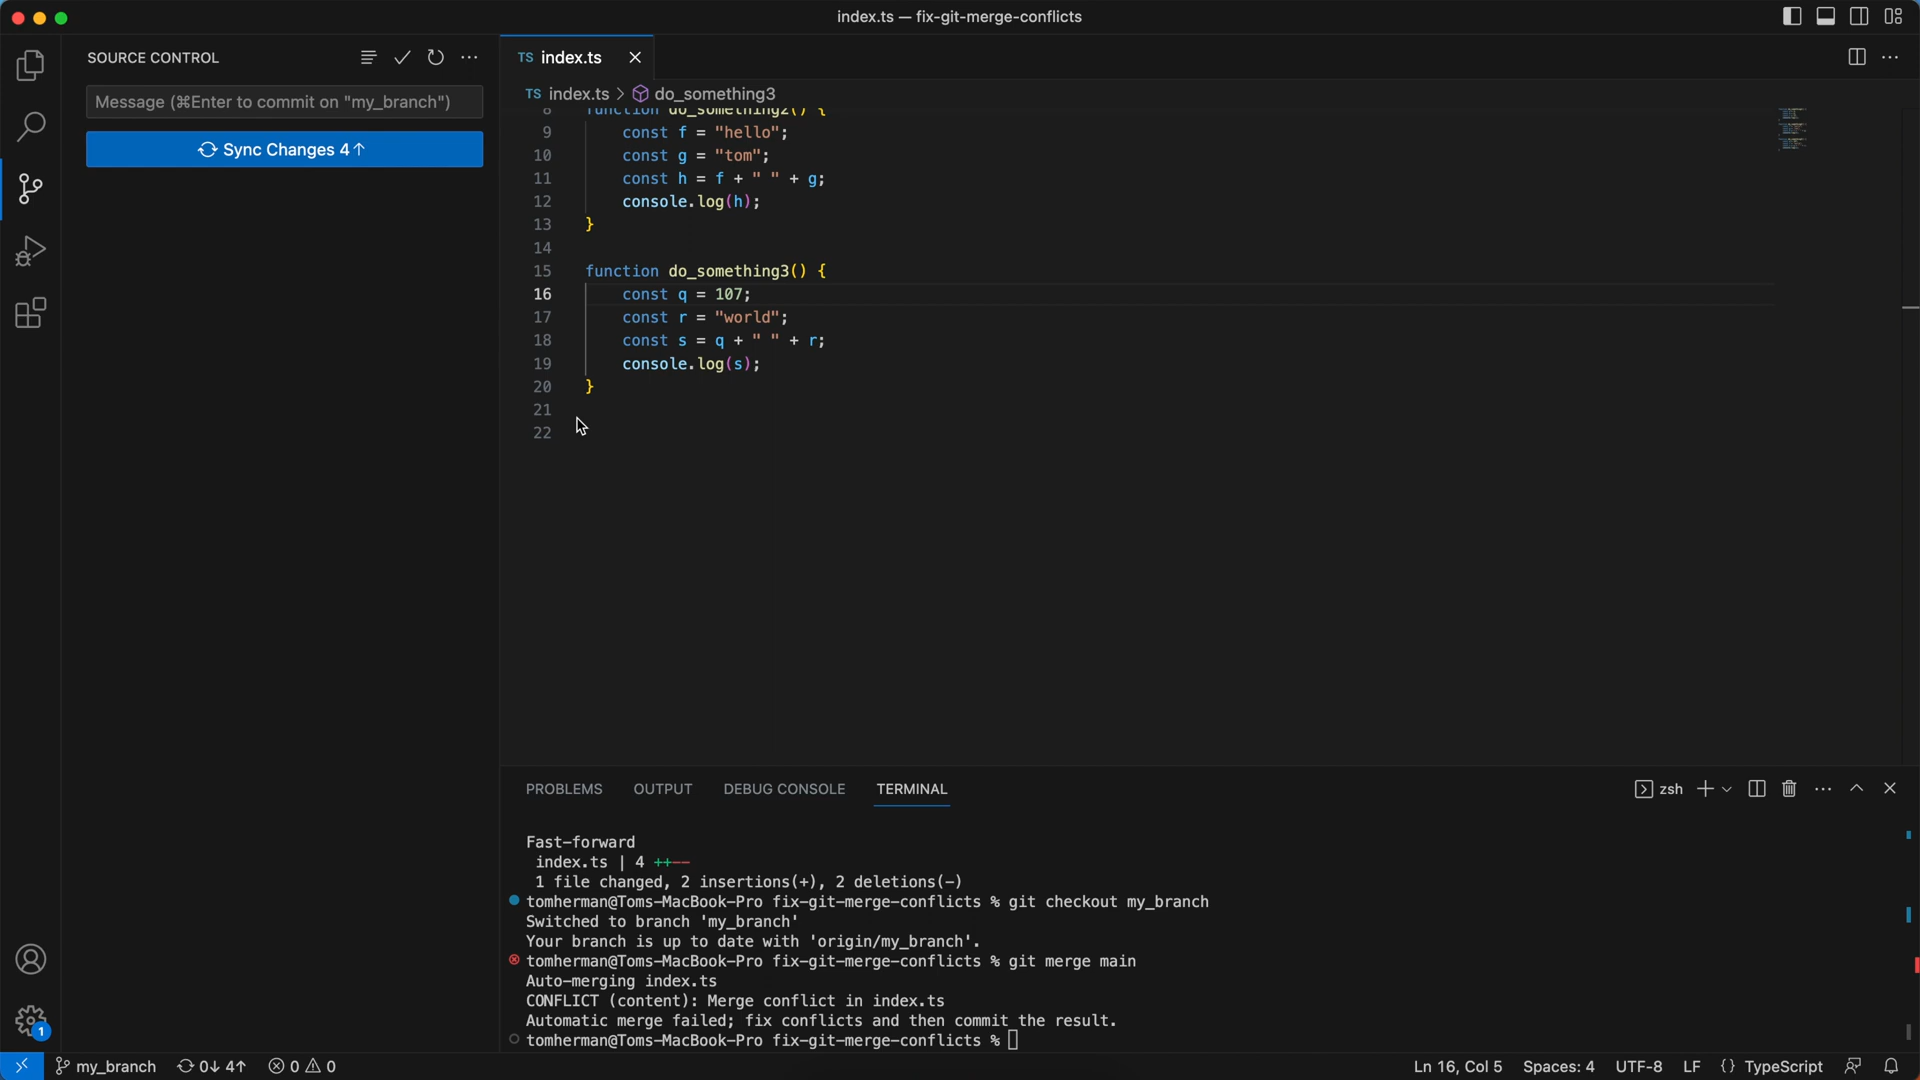 index.ts — fix-git-merge-conflicts
SOURCE CONTROL
Message (⌘Enter to commit on "my_branch")
Sync Changes 4↑
TS index.ts
TS index.ts > do_something3
8 function do_something2() {
9 const f = "hello";
10 const g = "tom";
11 const h = f + " " + g;
12 console.log(h);
13 }
14
15 function do_something3() {
16 const q = 107;
17 const r = "world";
18 const s = q + " " + r;
19 console.log(s);
20 }
21
22
PROBLEMS OUTPUT DEBUG CONSOLE TERMINAL
zsh
Fast-forward
index.ts | 4 ++--
1 file changed, 2 insertions(+), 2 deletions(-)
tomherman@Toms-MacBook-Pro fix-git-merge-conflicts % git checkout my_branch
Switched to branch 'my_branch'
Your branch is up to date with 'origin/my_branch'.
tomherman@Toms-MacBook-Pro fix-git-merge-conflicts % git merge main
Auto-merging index.ts
CONFLICT (content): Merge conflict in index.ts
Automatic merge failed; fix conflicts and then commit the result.
tomherman@Toms-MacBook-Pro fix-git-merge-conflicts %
1
my_branch 0↓ 4↑ 0 0 Ln 16, Col 5 Spaces: 4 UTF-8 LF {} TypeScript